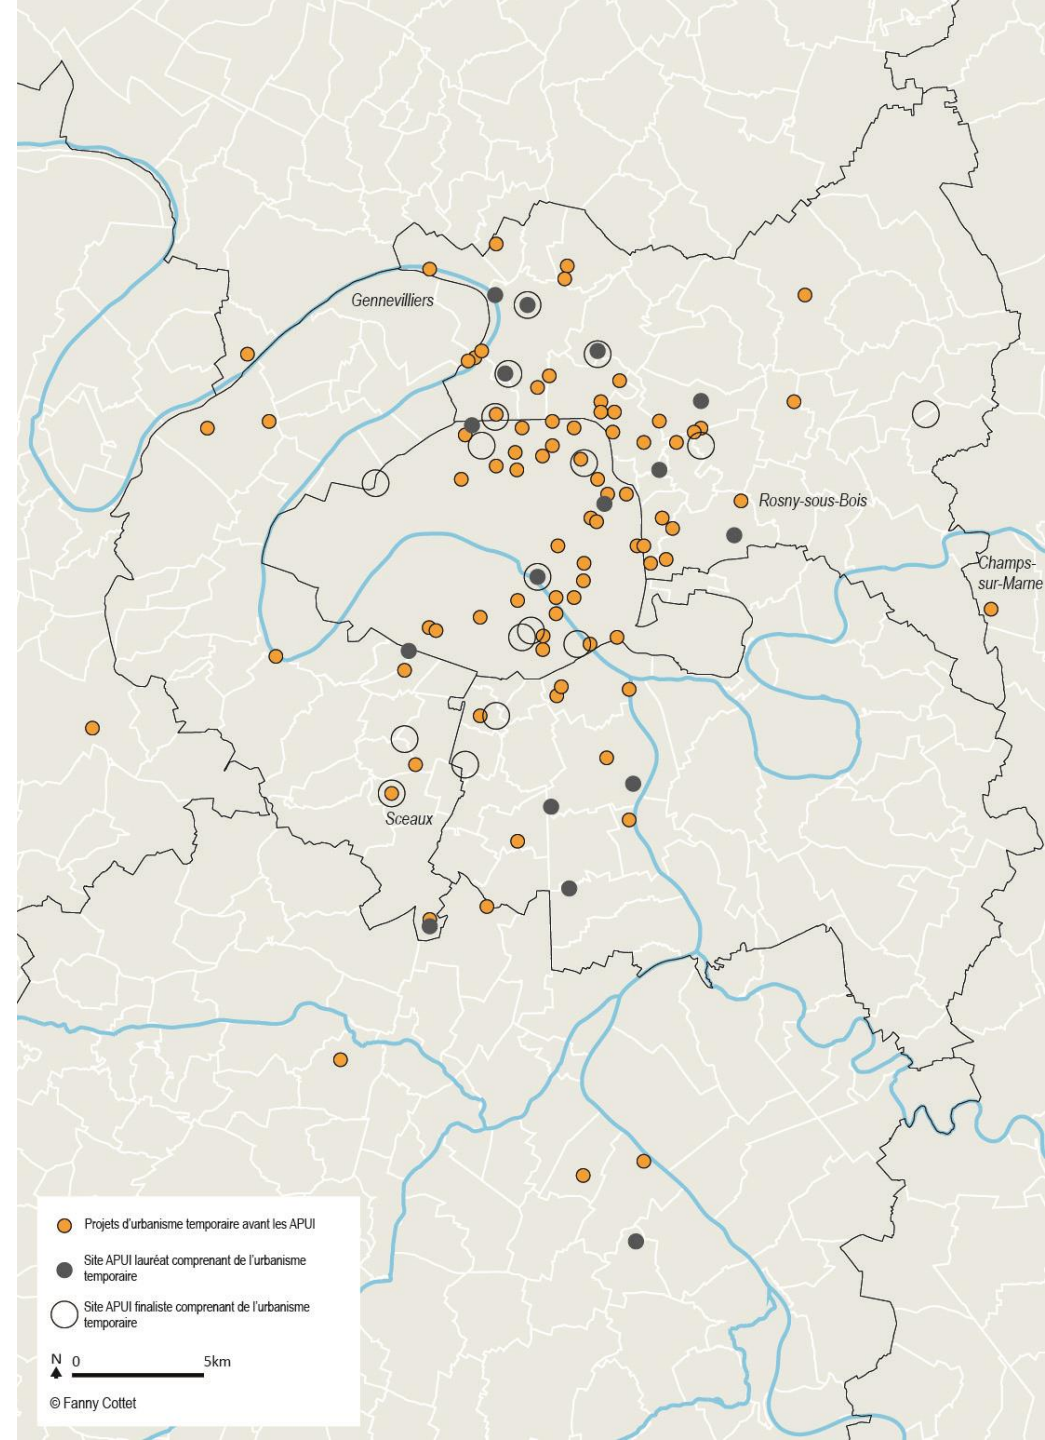 Gennevilliers
Rosny-sous-Bois
Champs-
sur-Marne
Sceaux
Projets d'urbanisme temporaire avant les APUI
Site APUI lauréat comprenant de l'urbanisme
temporaire
Site APUI finaliste comprenant de l'urbanisme
temporaire
N 0 5km
© Fanny Cottet